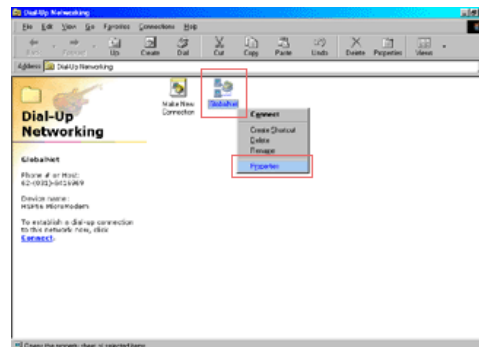 Dial-Up Networking
File Edit View Go Favorites Connections Help
Back Forward Up Create Dial Cut Copy Paste Undo Delete Properties Views
Address Dial-Up Networking
Make New
Connection
GlobalNet
Connect
Create Shortcut
Delete
Rename
Properties
Dial-Up
Networking
GlobalNet
Phone # or Host:
Device name:
To establish a dial-up connection
to this network now, click
Connect.